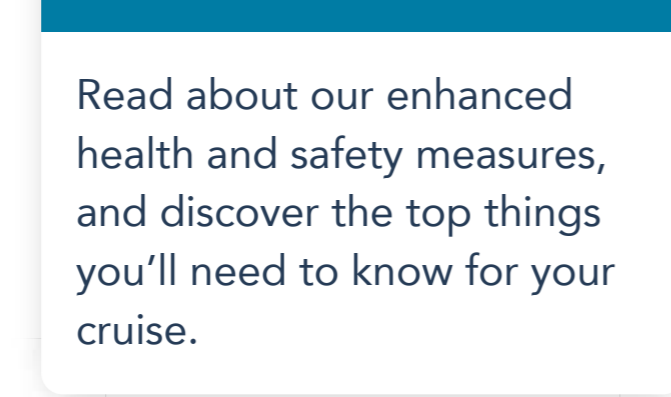 Read about our enhanced
health and safety measures,
and discover the top things
you’ll need to know for your
cruise.